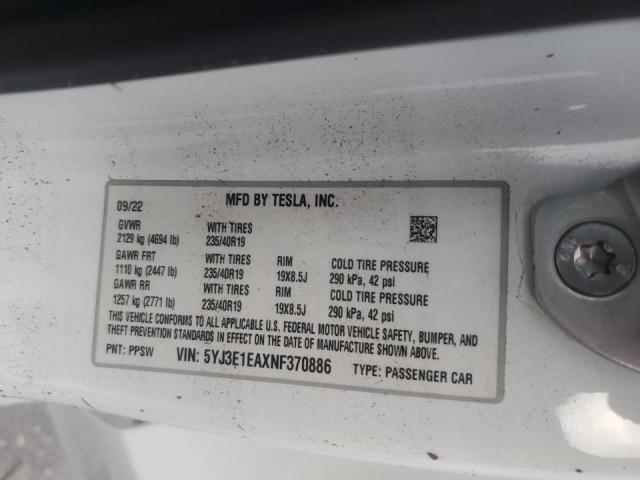 MFD BY TESLA, INC.
09/22
GVWR WITH TIRES
2129 kg (4694 lb) 235/40R19
GAWR FRT WITH TIRES RIM COLD TIRE PRESSURE
1110 kg (2447 lb) 235/40R19 19X8.5J 290 kPa, 42 psi
GAWR RR WITH TIRES RIM COLD TIRE PRESSURE
1257 kg (2771 lb) 235/40R19 19X8.5J 290 kPa, 42 psi
THIS VEHICLE CONFORMS TO ALL APPLICABLE U.S. FEDERAL MOTOR VEHICLE SAFETY, BUMPER, AND
THEFT PREVENTION STANDARDS IN EFFECT ON THE DATE OF MANUFACTURE SHOWN ABOVE.
PNT: PPSW VIN: 5YJ3E1EAXNF370886 TYPE: PASSENGER CAR